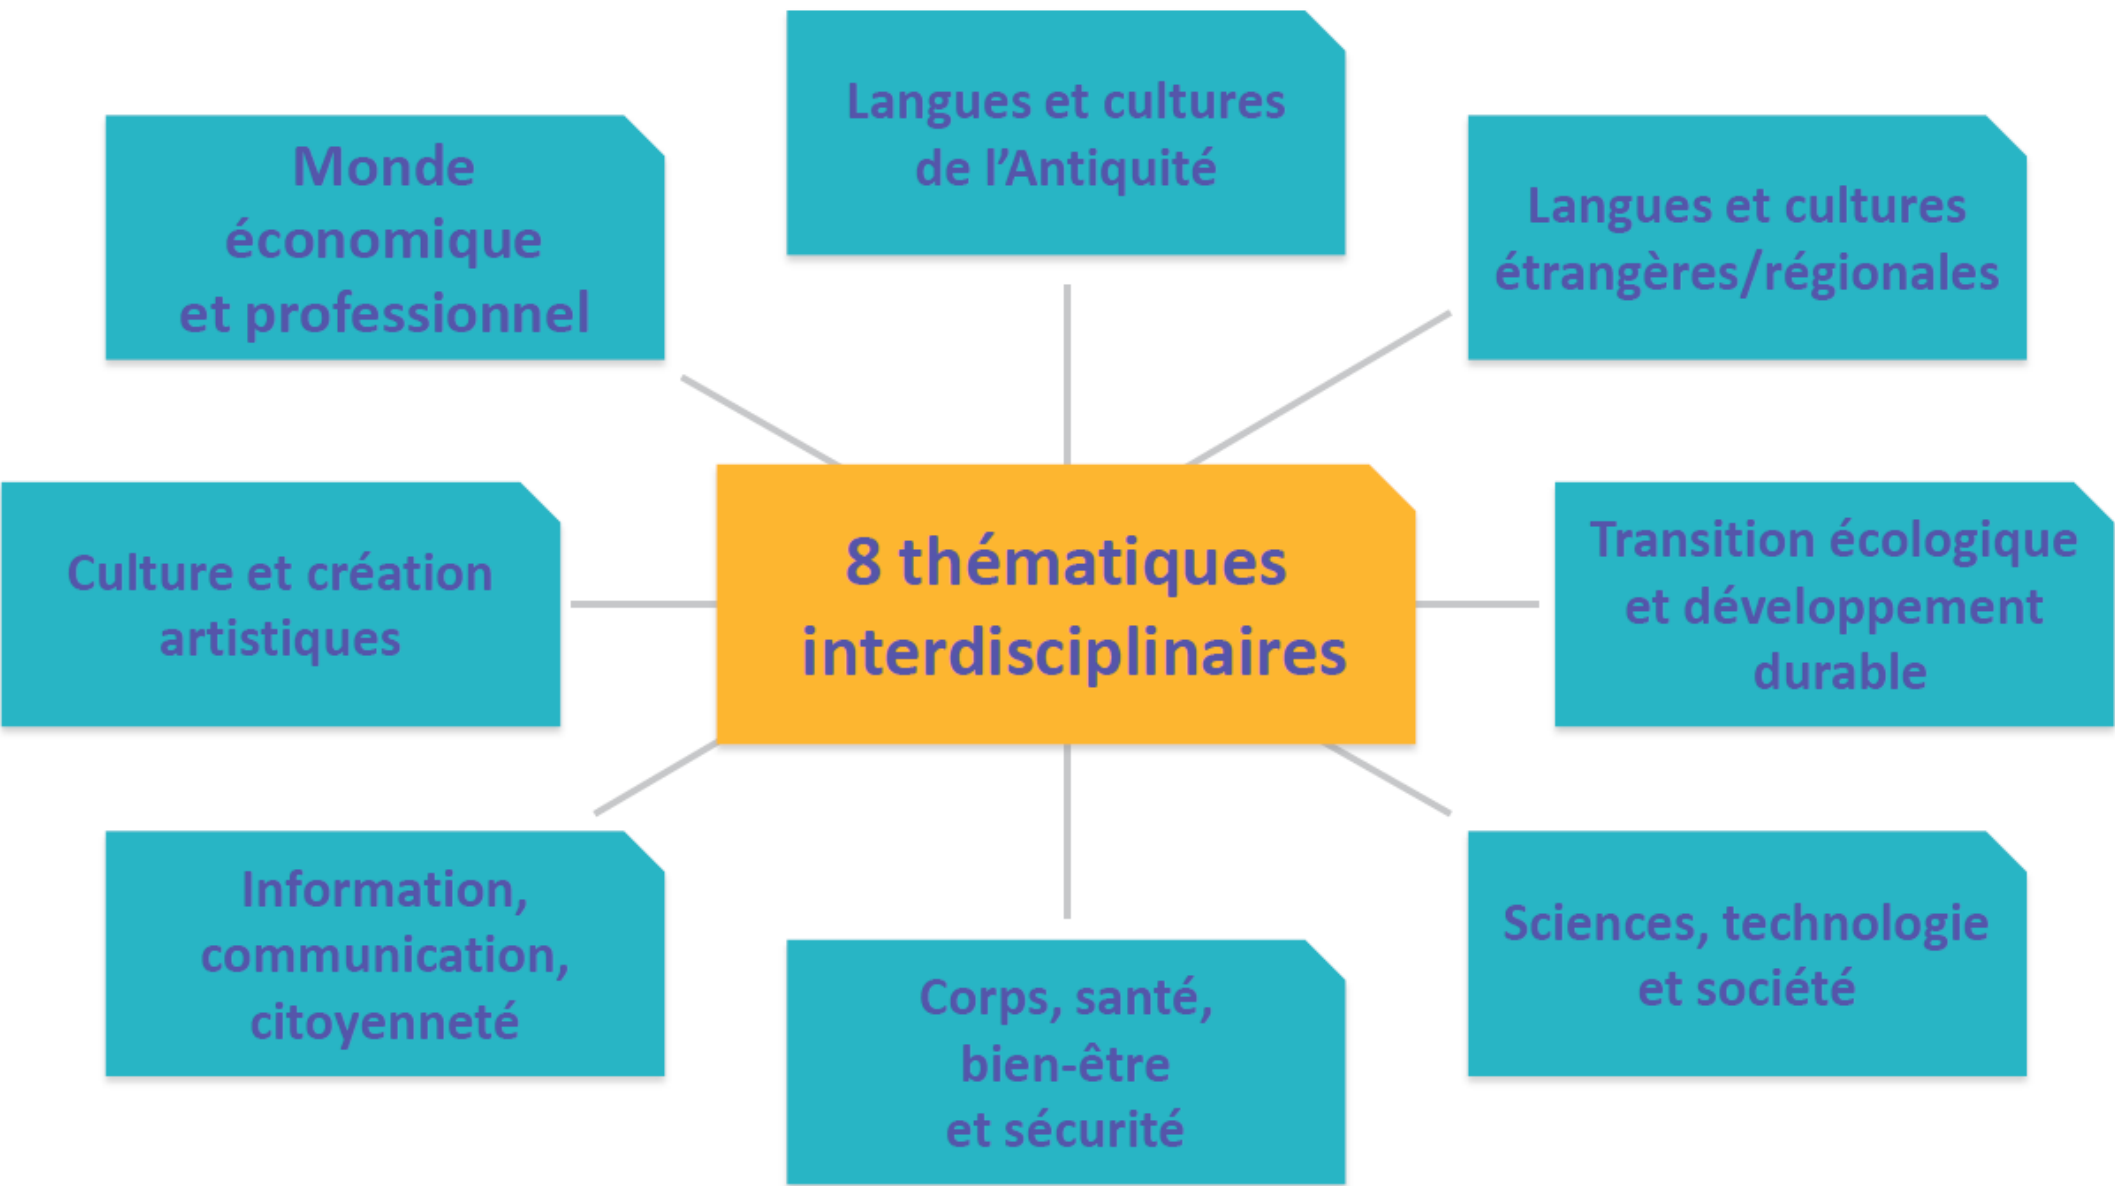 Langues et cultures
de l’Antiquité
Monde
économique
et professionnel
Langues et cultures
étrangères/régionales
8 thématiques
interdisciplinaires
Culture et création
artistiques
Transition écologique
et développement
durable
Information,
communication,
citoyenneté
Corps, santé,
bien-être
et sécurité
Sciences, technologie
et société